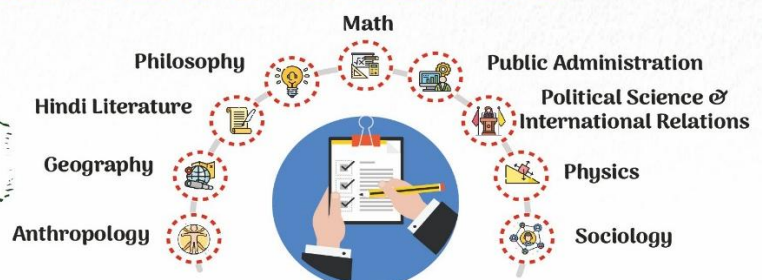 Math
Philosophy
Public Administration
Hindi Literature
Political Science &
International Relations
Geography
Physics
Anthropology
Sociology